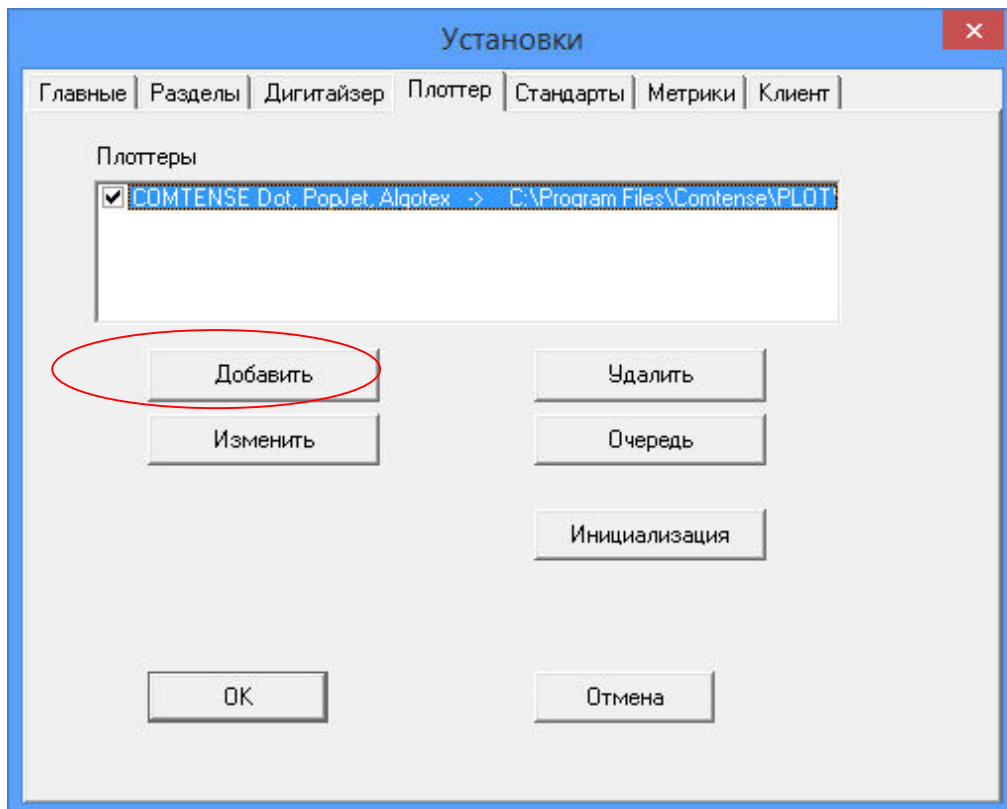 Установки
Главные Разделы Дигитайзер Плоттер Стандарты Метрики Клиент
Плоттеры
COMTENSE Dot, PopJet, Algotex -> C:\Program Files\Comtense\PLOT
Добавить Удалить
Изменить Очередь
Инициализация
OK Отмена